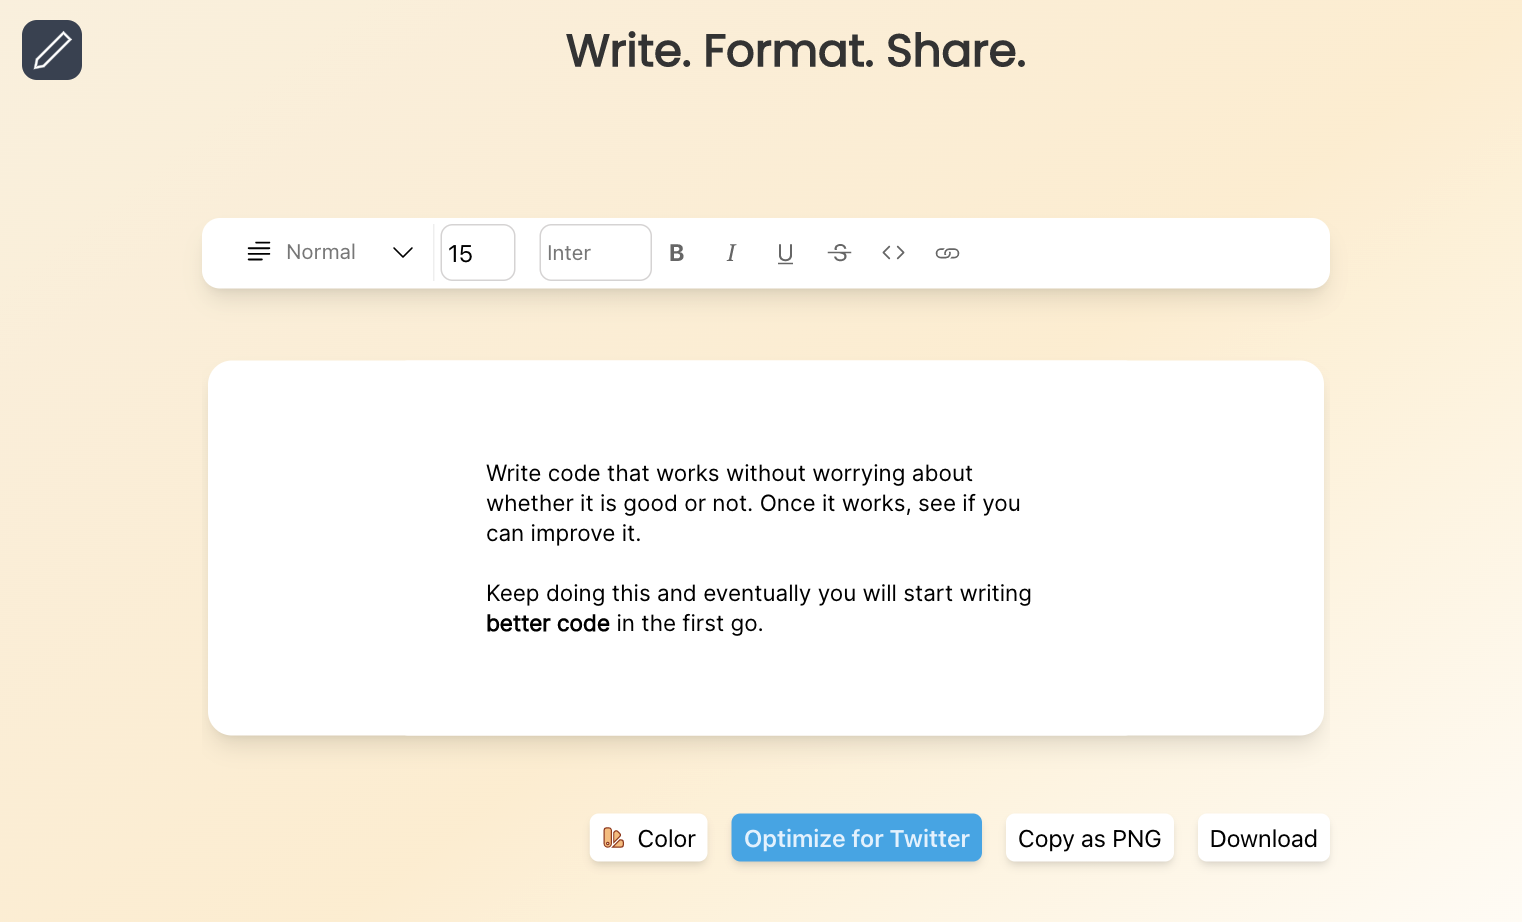 Write. Format. Share.
Normal
15
Inter
B I U S
Write code that works without worrying about
whether it is good or not. Once it works, see if you
can improve it.
Keep doing this and eventually you will start writing
better code in the first go.
Color
Optimize for Twitter
Copy as PNG
Download